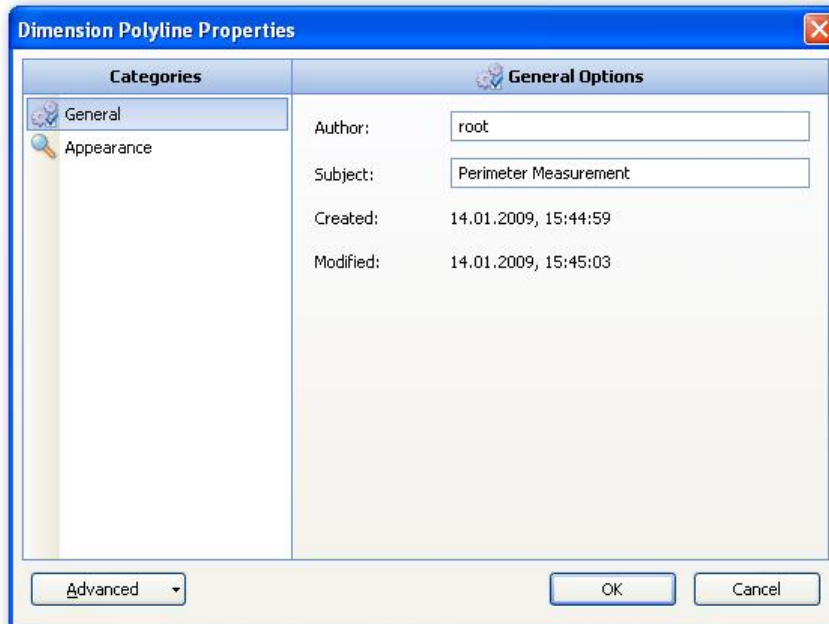 Dimension Polyline Properties
Categories
General
Appearance
General Options
Author: root
Subject: Perimeter Measurement
Created: 14.01.2009, 15:44:59
Modified: 14.01.2009, 15:45:03
Advanced
OK
Cancel